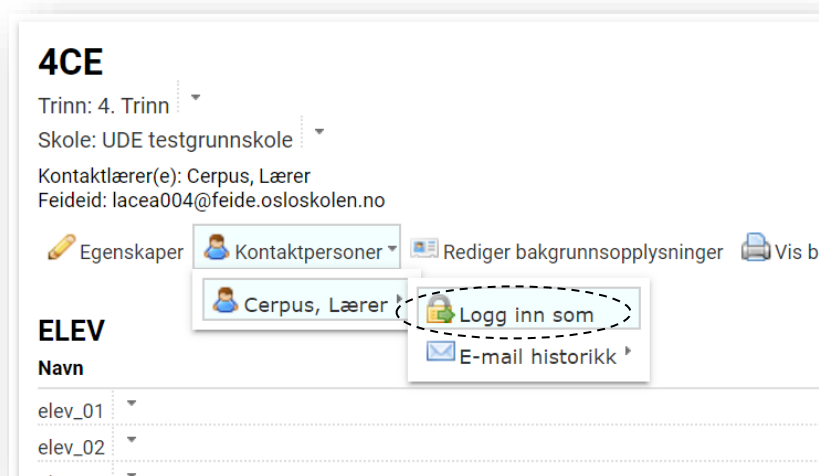 4CE
Trinn: 4. Trinn
Skole: UDE testgrunnskole
Kontaktlærer(e): Cerpus, Lærer
Feideid: lacea004@feide.osloskolen.no
Egenskaper Kontaktpersoner Rediger bakgrunnsopplysninger Vis b
Cerpus, Lærer Logg inn som
E-mail historikk
ELEV
Navn
elev_01
elev_02